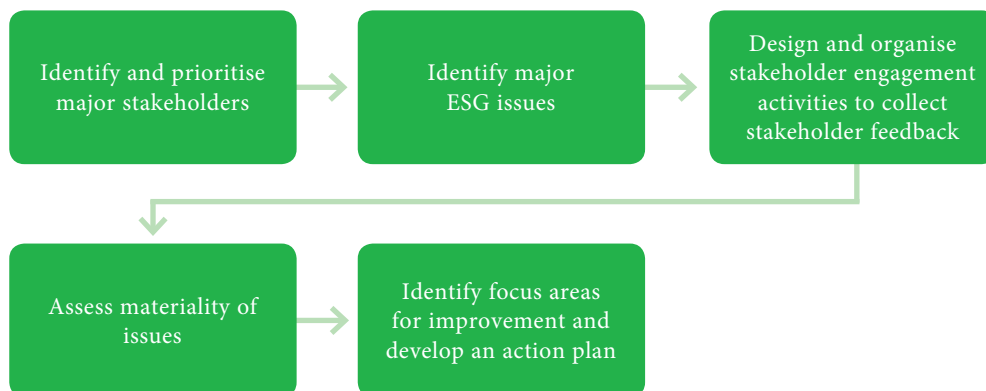 Identify and prioritise
major stakeholders
Identify major
ESG issues
Design and organise
stakeholder engagement
activities to collect
stakeholder feedback
Assess materiality of
issues
Identify focus areas
for improvement and
develop an action plan